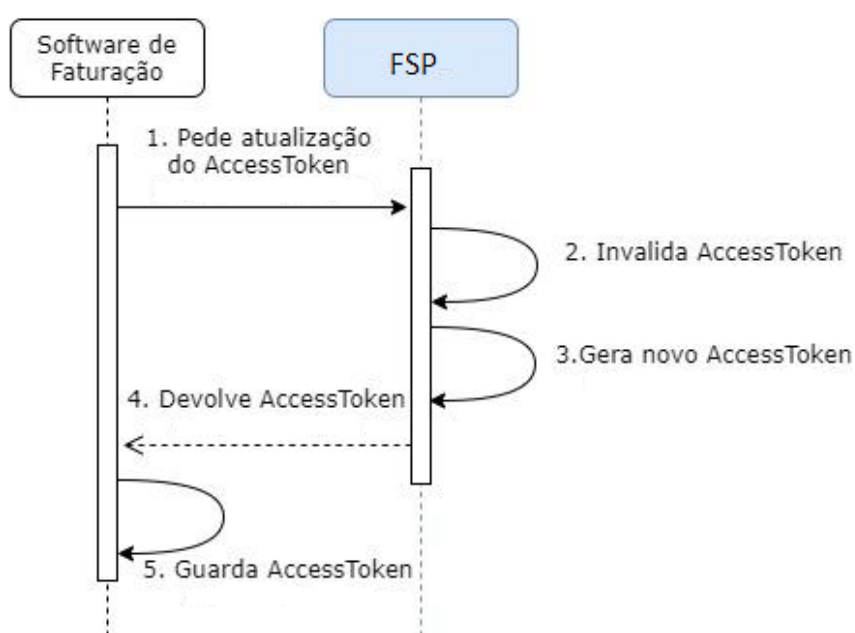 Software de
Faturação
FSP
1. Pede atualização
do AccessToken
2. Invalida AccessToken
3.Gera novo AccessToken
4. Devolve AccessToken
5. Guarda AccessToken